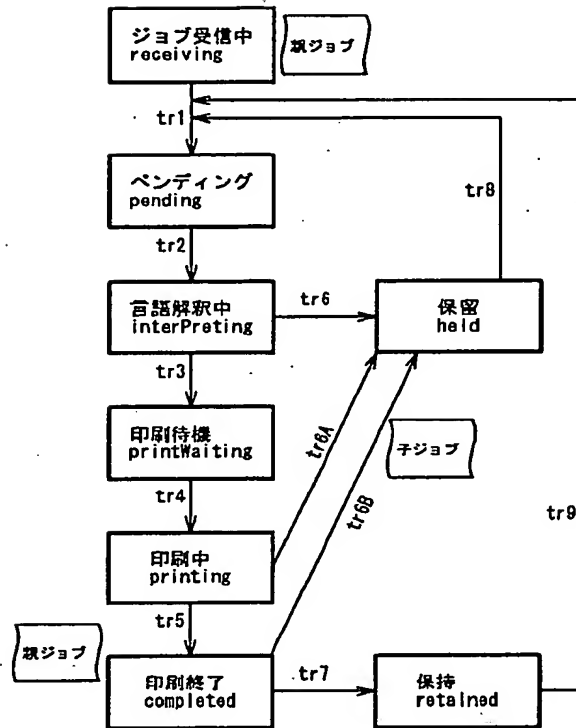 ジョブ受信中
receiving
親ジョブ
tr1
ペンディング
pending
tr8
tr2
言語解釈中
interPreting
tr6
保留
held
tr3
印刷待機
printWaiting
tr6A
子ジョブ
tr4
tr6B
tr9
印刷中
printing
tr5
親ジョブ
印刷終了
completed
tr7
保持
retained